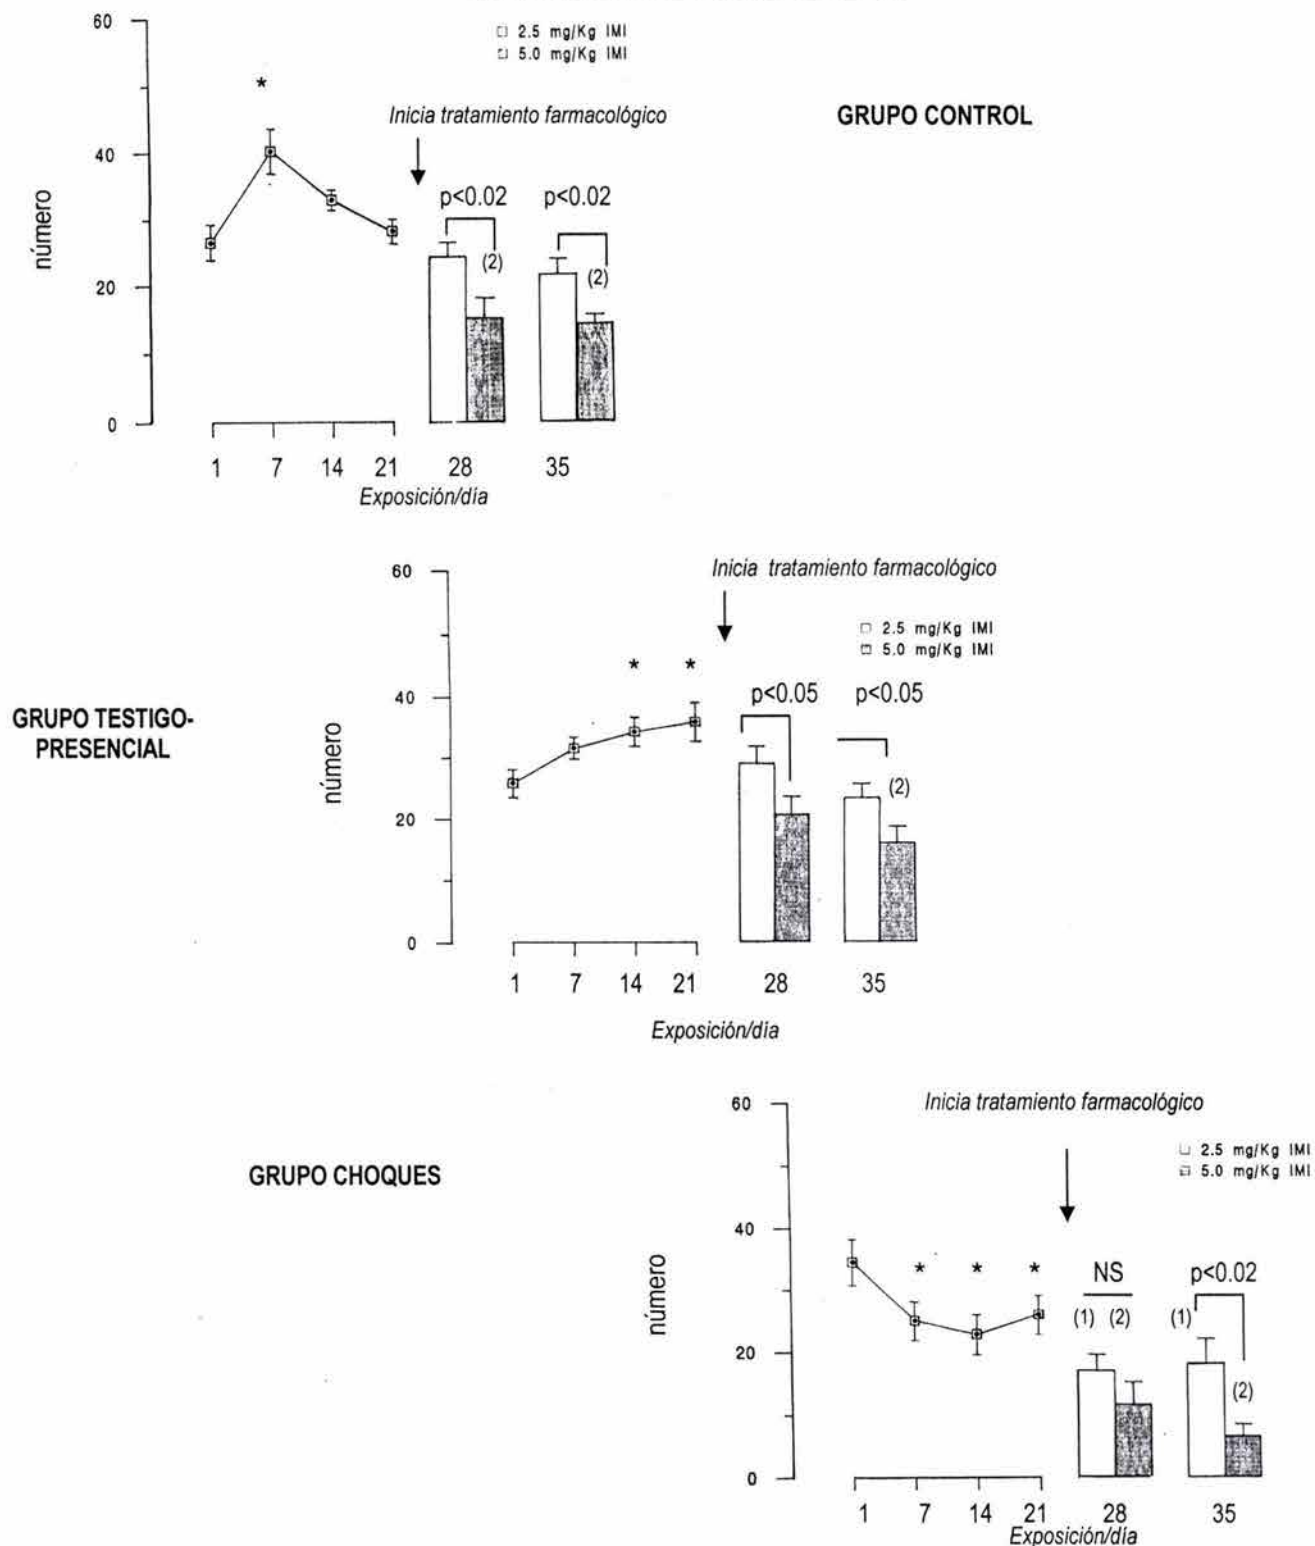 60
□ 2.5 mg/Kg IMI
□ 5.0 mg/Kg IMI
*
Inicia tratamiento farmacológico
GRUPO CONTROL
40
p<0.02 p<0.02
número
(2) (2)
20
0
1 7 14 21 28 35
Exposición/día
60
Inicia tratamiento farmacológico
□ 2.5 mg/Kg IMI
□ 5.0 mg/Kg IMI
* *
40
p<0.05 p<0.05
GRUPO TESTIGO-
PRESENCIAL
número
(2)
20
0
1 7 14 21 28 35
Exposición/día
60
Inicia tratamiento farmacológico
□ 2.5 mg/Kg IMI
□ 5.0 mg/Kg IMI
GRUPO CHOQUES
40
* * *
NS p<0.02
número
(1) (2) (1)
20
(2)
0
1 7 14 21 28 35
Exposición/día